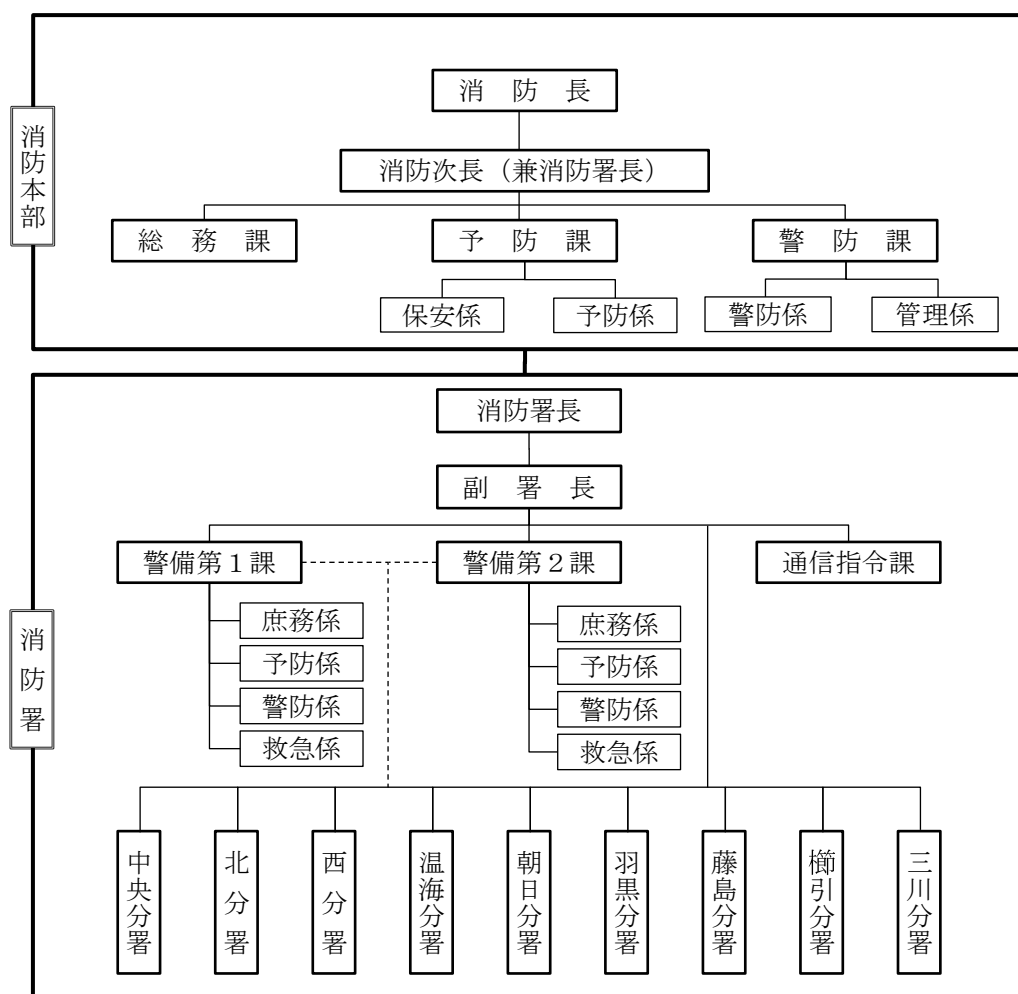 消防本部
消　防　長
消防次長（兼消防署長）
総　務　課
予　防　課
警　防　課
保安係
予防係
警防係
管理係
消防署
消防署長
副　署　長
警備第１課
警備第２課
通信指令課
庶務係
予防係
警防係
救急係
庶務係
予防係
警防係
救急係
中央分署
北分署
西分署
温海分署
朝日分署
羽黒分署
藤島分署
櫛引分署
三川分署